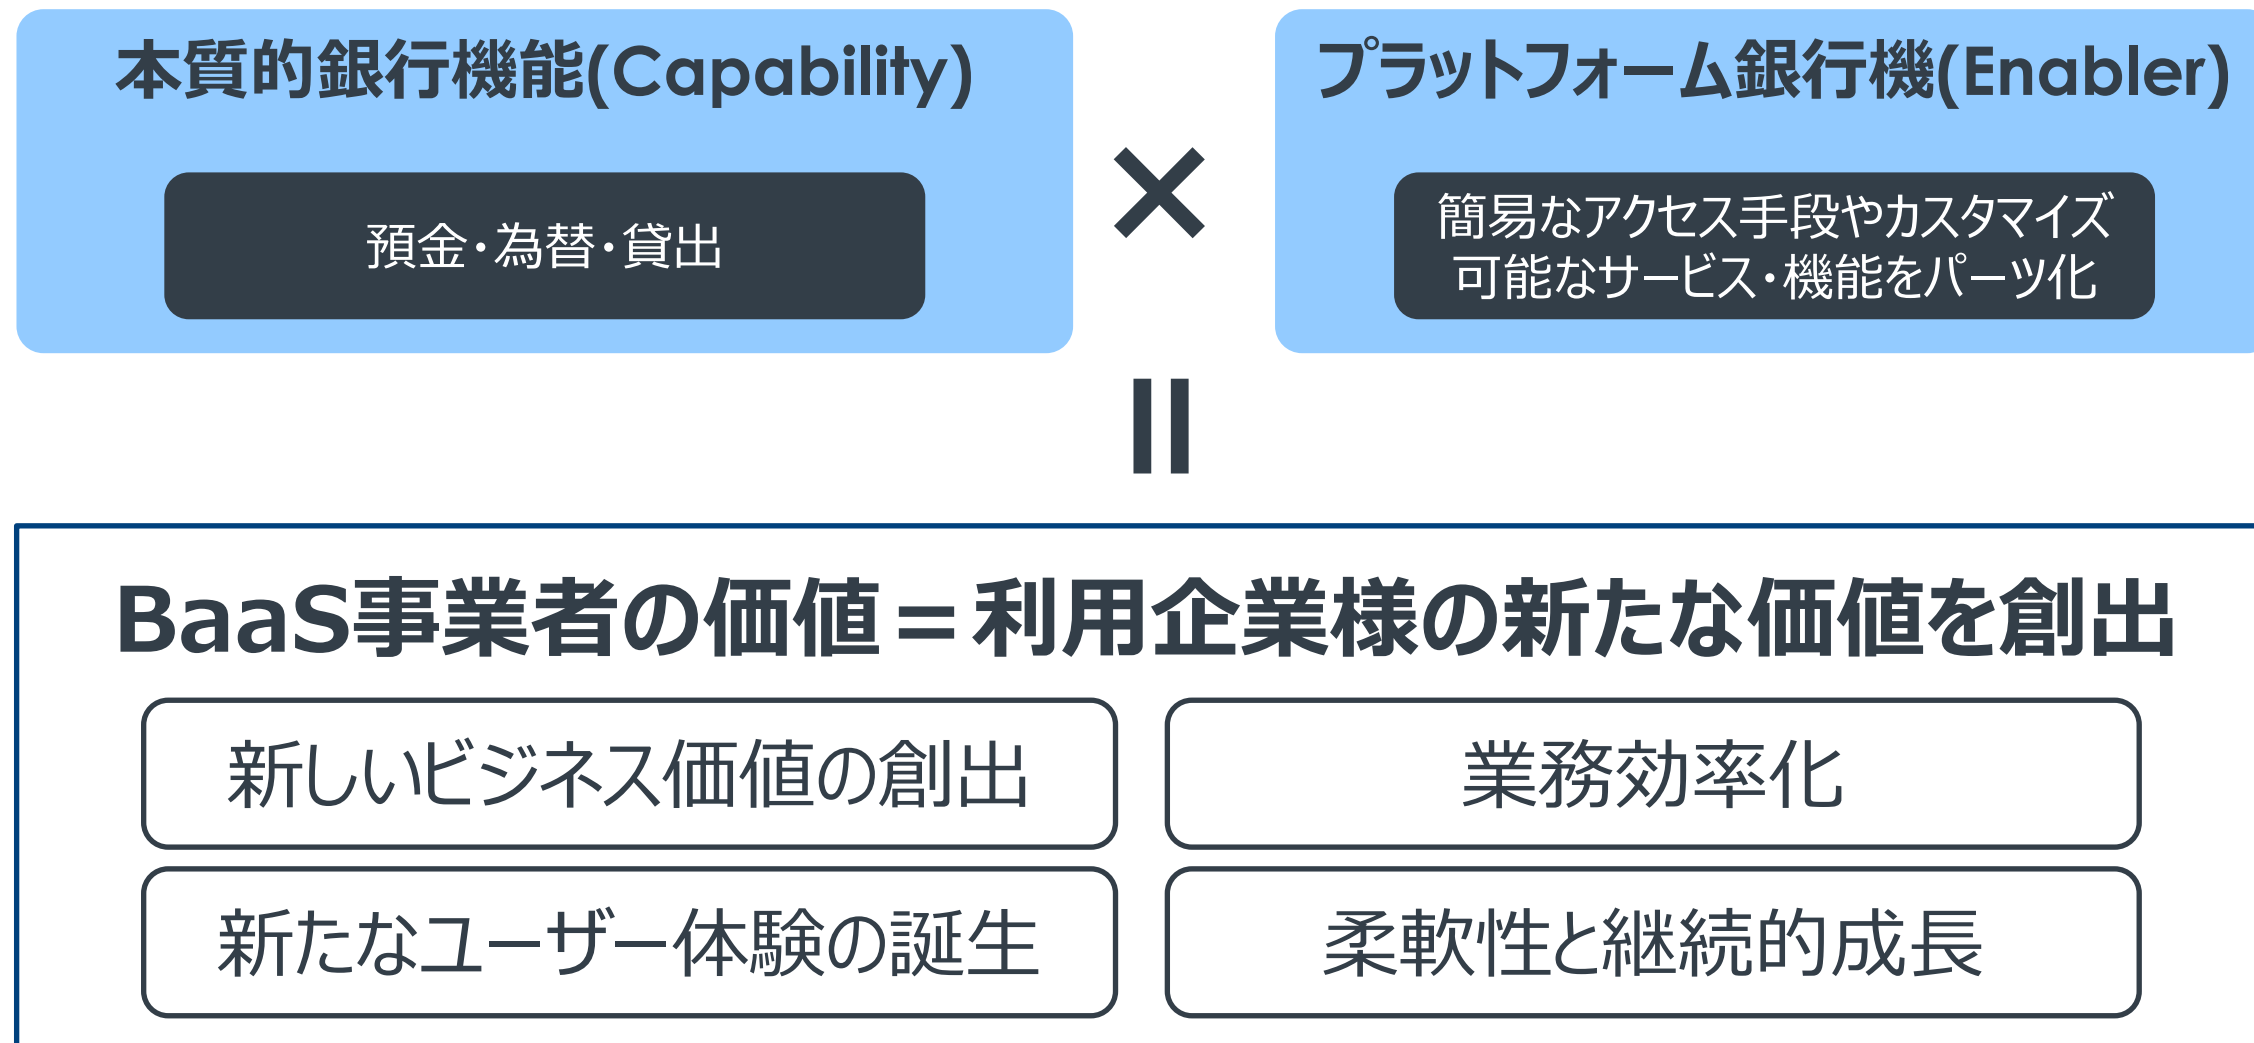 本質的銀行機能(Capability)
預金・為替・貸出
×
プラットフォーム銀行機(Enabler)
簡易なアクセス手段やカスタマイズ
可能なサービス・機能をパーツ化
=
BaaS事業者の価値＝利用企業様の新たな価値を創出
新しいビジネス価値の創出
業務効率化
新たなユーザー体験の誕生
柔軟性と継続的成長